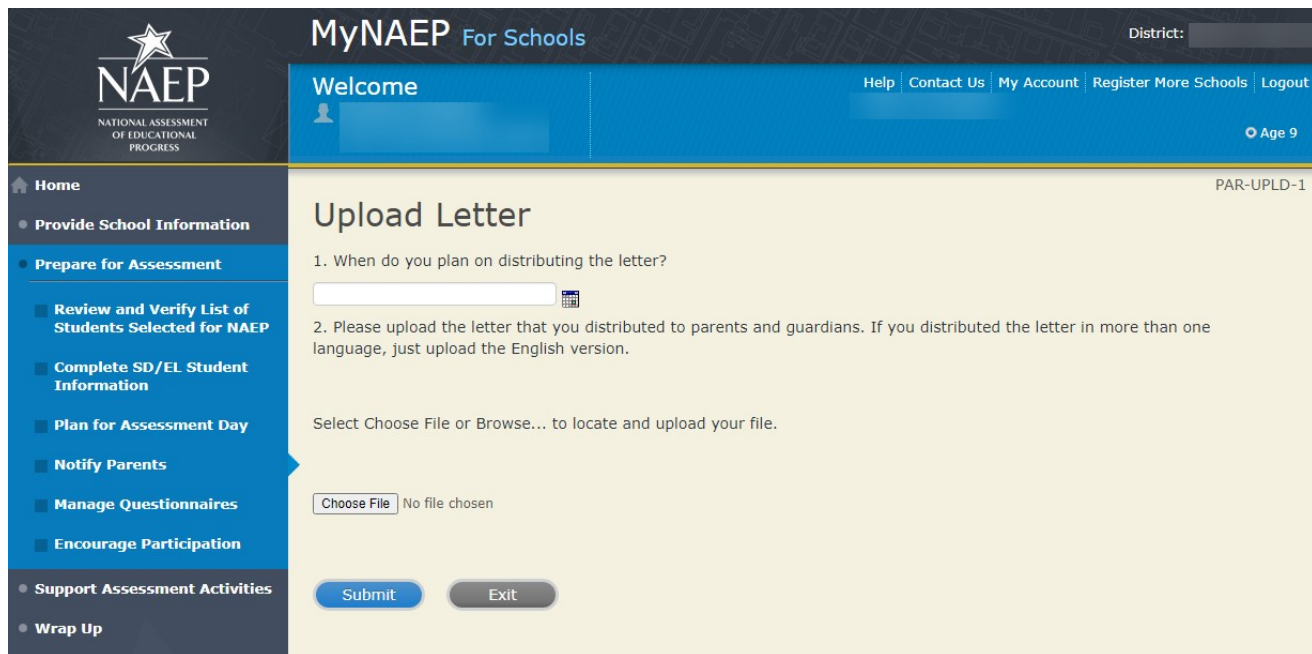 NAEP
NATIONAL ASSESSMENT
OF EDUCATIONAL
PROGRESS
MyNAEP For Schools
District:
Welcome
Help Contact Us My Account Register More Schools Logout
Age 9
Home
Provide School Information
Prepare for Assessment
Review and Verify List of
Students Selected for NAEP
Complete SD/EL Student
Information
Plan for Assessment Day
Notify Parents
Manage Questionnaires
Encourage Participation
Support Assessment Activities
Wrap Up
PAR-UPLD-1
Upload Letter
1. When do you plan on distributing the letter?
2. Please upload the letter that you distributed to parents and guardians. If you distributed the letter in more than one
language, just upload the English version.
Select Choose File or Browse... to locate and upload your file.
Choose File No file chosen
Submit Exit